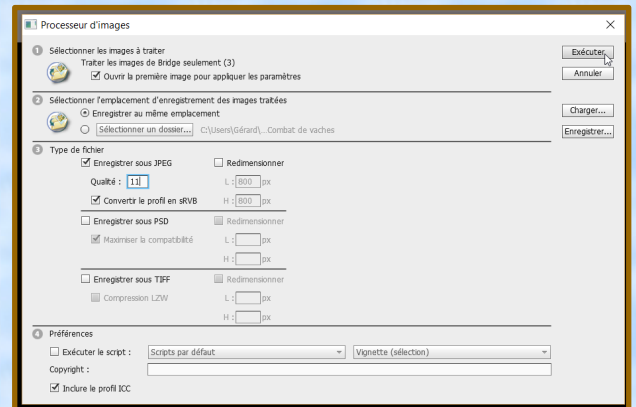 Processeur d'images
1 Sélectionner les images à traiter
Traiter les images de Bridge seulement (3)
Ouvrir la première image pour appliquer les paramètres
Exécuter
Annuler
2 Sélectionner l'emplacement d'enregistrement des images traitées
Enregistrer au même emplacement
Sélectionner un dossier... C:\Users\Gérard\...Combat de vaches
Charger...
Enregistrer...
3 Type de fichier
Enregistrer sous JPEG Redimensionner
Qualité : 11 L : 800 px
Convertir le profil en sRVB H : 800 px
Enregistrer sous PSD Redimensionner
Maximiser la compatibilité L : px
H : px
Enregistrer sous TIFF Redimensionner
Compression LZW L : px
H : px
4 Préférences
Exécuter le script : Scripts par défaut Vignette (sélection)
Copyright :
Inclure le profil ICC